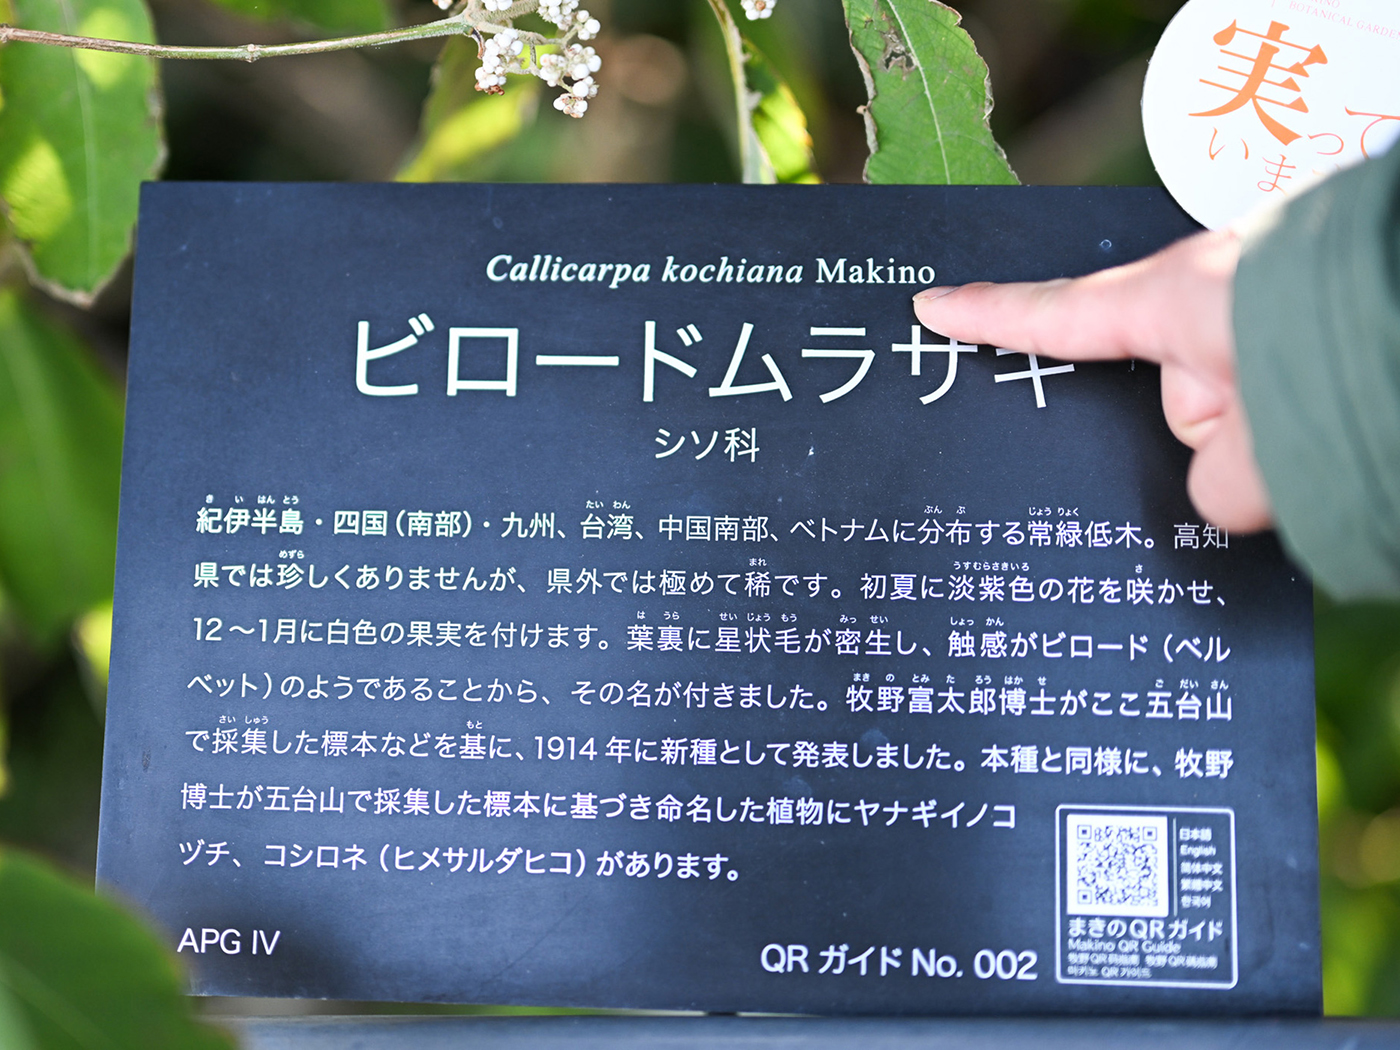 BOTANICAL GARDEN
実って
いま
Callicarpa kochiana Makino
ビロードムラサキ
シソ科
紀伊半島・四国(南部)・九州、台湾、中国南部、ベトナムに分布する常緑低木。高知
県では珍しくありませんが、県外では極めて稀です。初夏に淡紫色の花を咲かせ、
12～1月に白色の果実を付けます。葉裏に星状毛が密生し、触感がビロード(ベル
ベット)のようであることから、その名が付きました。牧野富太郎博士がここ五台山
で採集した標本などを基に、1914年に新種として発表しました。本種と同様に、牧野
博士が五台山で採集した標本に基づき命名した植物にヤナギイノコ
ヅチ、コシロネ(ヒメサルダヒコ)があります。
日本語
English
简体中文
繁體中文
한국어
まきのQRガイド
Makino QR Guide
APG IV
QRガイド No. 002